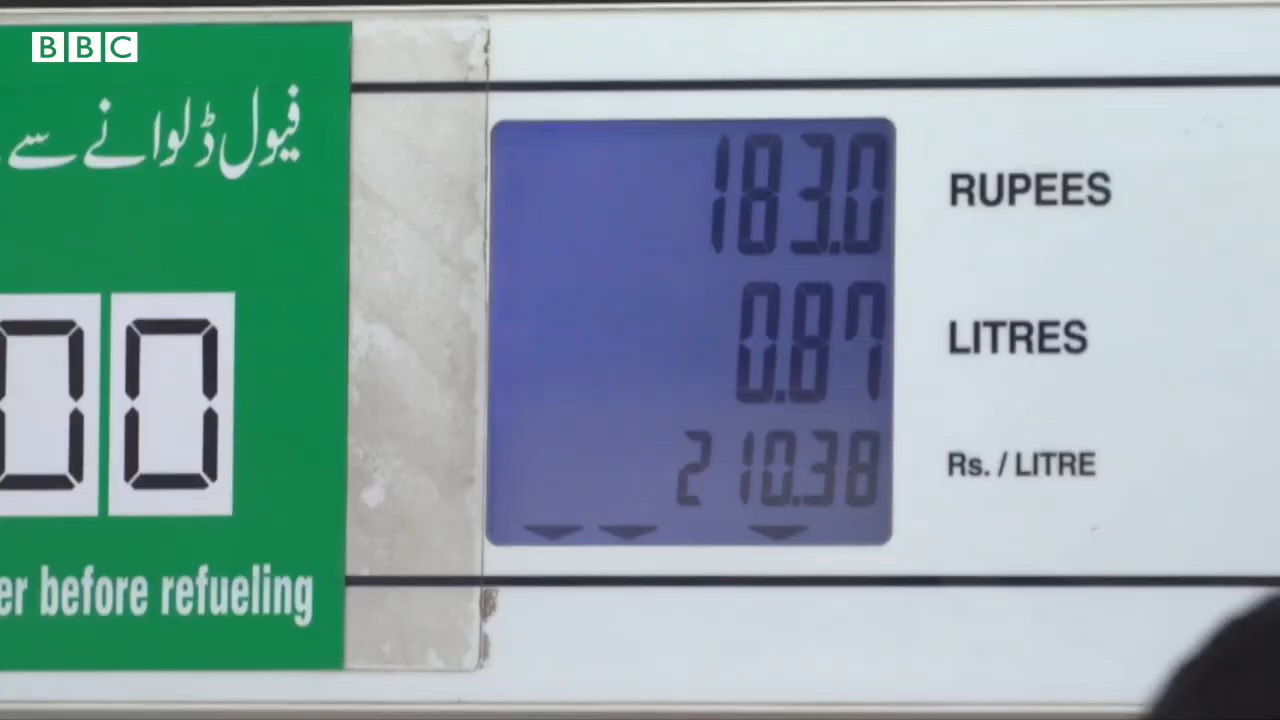 BBC
فیول ڈلوانے سے
00
er before refueling
183.0
RUPEES
0.87
LITRES
210.38
Rs. / LITRE